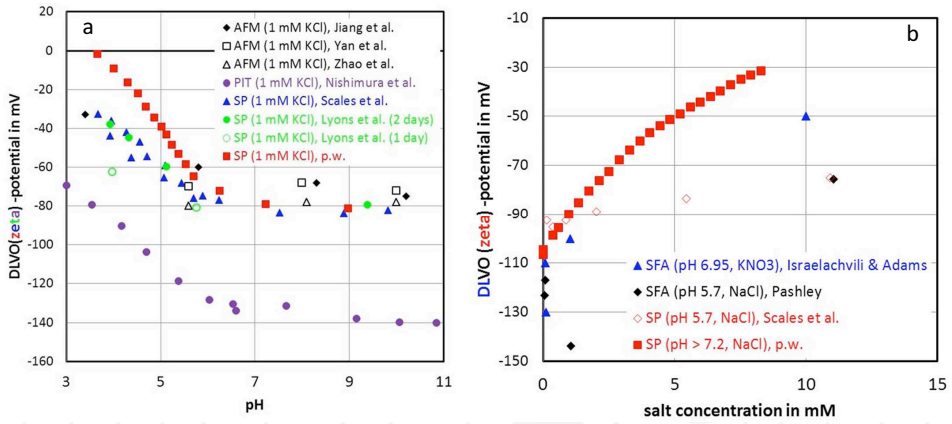 a
DLVO(zeta) -potential in mV
20
0
-20
-40
-60
-80
-100
-120
-140
-160
3
5
7
9
11
pH
AFM (1 mM KCl), Jiang et al.
AFM (1 mM KCl), Yan et al.
AFM (1 mM KCl), Zhao et al.
PIT (1 mM KCl), Nishimura et al.
SP (1 mM KCl), Scales et al.
SP (1 mM KCl), Lyons et al. (2 days)
SP (1 mM KCl), Lyons et al. (1 day)
SP (1 mM KCl), p.w.
b
DLVO (zeta) -potential in mV
-10
-30
-50
-70
-90
-110
-130
-150
0
5
10
15
salt concentration in mM
SFA (pH 6.95, KNO3), Israelachvili & Adams
SFA (pH 5.7, NaCl), Pashley
SP (pH 5.7, NaCl), Scales et al.
SP (pH > 7.2, NaCl), p.w.